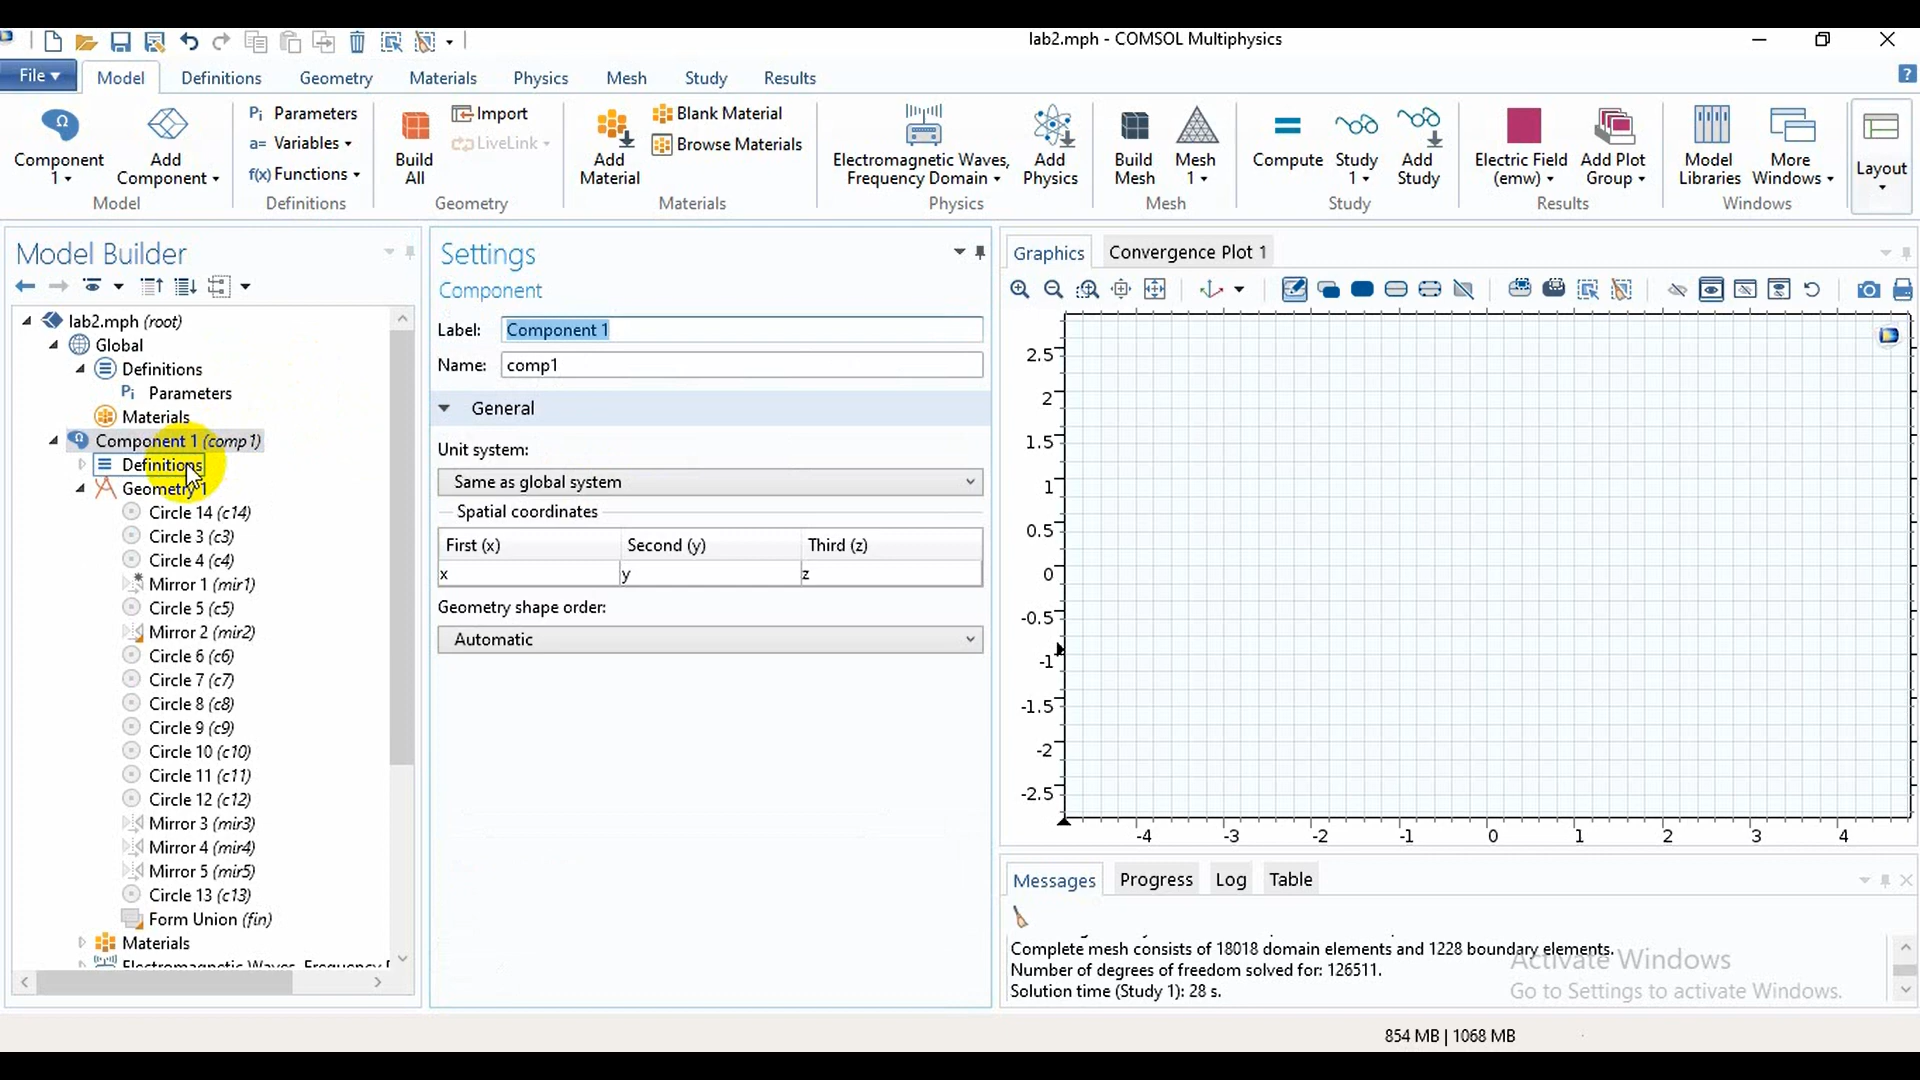 lab2.mph - COMSOL Multiphysics
File Model Definitions Geometry Materials Physics Mesh Study Results
Component 1
Add Component
Model
Pi Parameters
a= Variables
f(x) Functions
Definitions
Build All
Import
LiveLink
Geometry
Add Material
Blank Material
Browse Materials
Materials
Electromagnetic Waves, Frequency Domain
Add Physics
Physics
Build Mesh
Mesh 1
Mesh
Compute
Study 1
Add Study
Study
Electric Field (emw)
Add Plot Group
Results
Model Libraries
More Windows
Windows
Layout
Model Builder
lab2.mph (root)
Global
Definitions
Pi Parameters
Materials
Component 1 (comp1)
Definitions
Geometry 1
Circle 14 (c14)
Circle 3 (c3)
Circle 4 (c4)
Mirror 1 (mir1)
Circle 5 (c5)
Mirror 2 (mir2)
Circle 6 (c6)
Circle 7 (c7)
Circle 8 (c8)
Circle 9 (c9)
Circle 10 (c10)
Circle 11 (c11)
Circle 12 (c12)
Mirror 3 (mir3)
Mirror 4 (mir4)
Mirror 5 (mir5)
Circle 13 (c13)
Form Union (fin)
Materials
Settings
Component
Label: Component 1
Name: comp1
General
Unit system:
Same as global system
Spatial coordinates
First (x) Second (y) Third (z)
x y z
Geometry shape order:
Automatic
Graphics Convergence Plot 1
2.5
2
1.5
1
0.5
0
-0.5
-1
-1.5
-2
-2.5
-4 -3 -2 -1 0 1 2 3 4
Messages Progress Log Table
Complete mesh consists of 18018 domain elements and 1228 boundary elements.
Number of degrees of freedom solved for: 126511.
Solution time (Study 1): 28 s.
Activate Windows
Go to Settings to activate Windows.
854 MB | 1068 MB